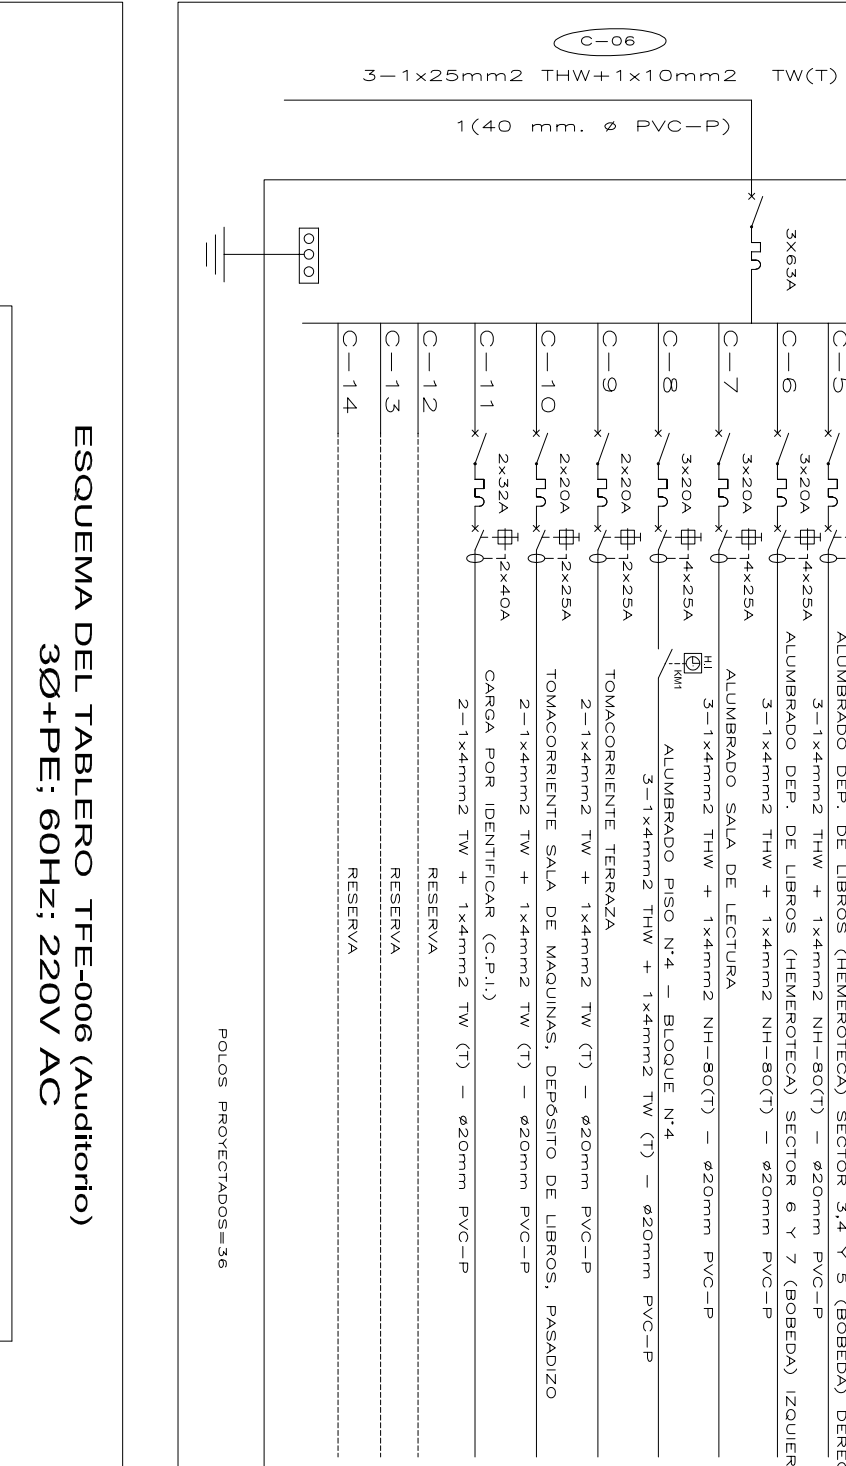 C-06
3-1x25mm2 THW+1x10mm2 TW(T)
1(40 mm. ø PVC-P)
3X63A
C-5
ALUMBRADO DEP. DE LIBROS (HEMEROTECA) SECTOR 3,4 Y 5 (BOBEDA)
3-1x4mm2 THW + 1x4mm2 NH-80(T) - ø20mm PVC-P
C-6
3x20A
4x25A
ALUMBRADO DEP. DE LIBROS (HEMEROTECA) SECTOR 6 Y 7 (BOBEDA) IZQUIER
3-1x4mm2 THW + 1x4mm2 NH-80(T) - ø20mm PVC-P
C-7
3x20A
4x25A
ALUMBRADO SALA DE LECTURA
3-1x4mm2 THW + 1x4mm2 NH-80(T) - ø20mm PVC-P
C-8
3x20A
4x25A
H.I
KM1
ALUMBRADO PISO N°4 - BLOQUE N°4
3-1x4mm2 THW + 1x4mm2 TW (T) - ø20mm PVC-P
C-9
2x20A
2x25A
TOMACORRIENTE TERRAZA
2-1x4mm2 TW + 1x4mm2 TW (T) - ø20mm PVC-P
C-10
2x20A
2x25A
TOMACORRIENTE SALA DE MAQUINAS, DEPÓSITO DE LIBROS, PASADIZO
2-1x4mm2 TW + 1x4mm2 TW (T) - ø20mm PVC-P
C-11
2x32A
2x40A
CARGA POR IDENTIFICAR (C.P.I.)
2-1x4mm2 TW + 1x4mm2 TW (T) - ø20mm PVC-P
C-12
RESERVA
C-13
RESERVA
C-14
RESERVA
POLOS PROYECTADOS=36
ESQUEMA DEL TABLERO TFE-006 (Auditorio)
3Ø+PE; 60Hz; 220V AC